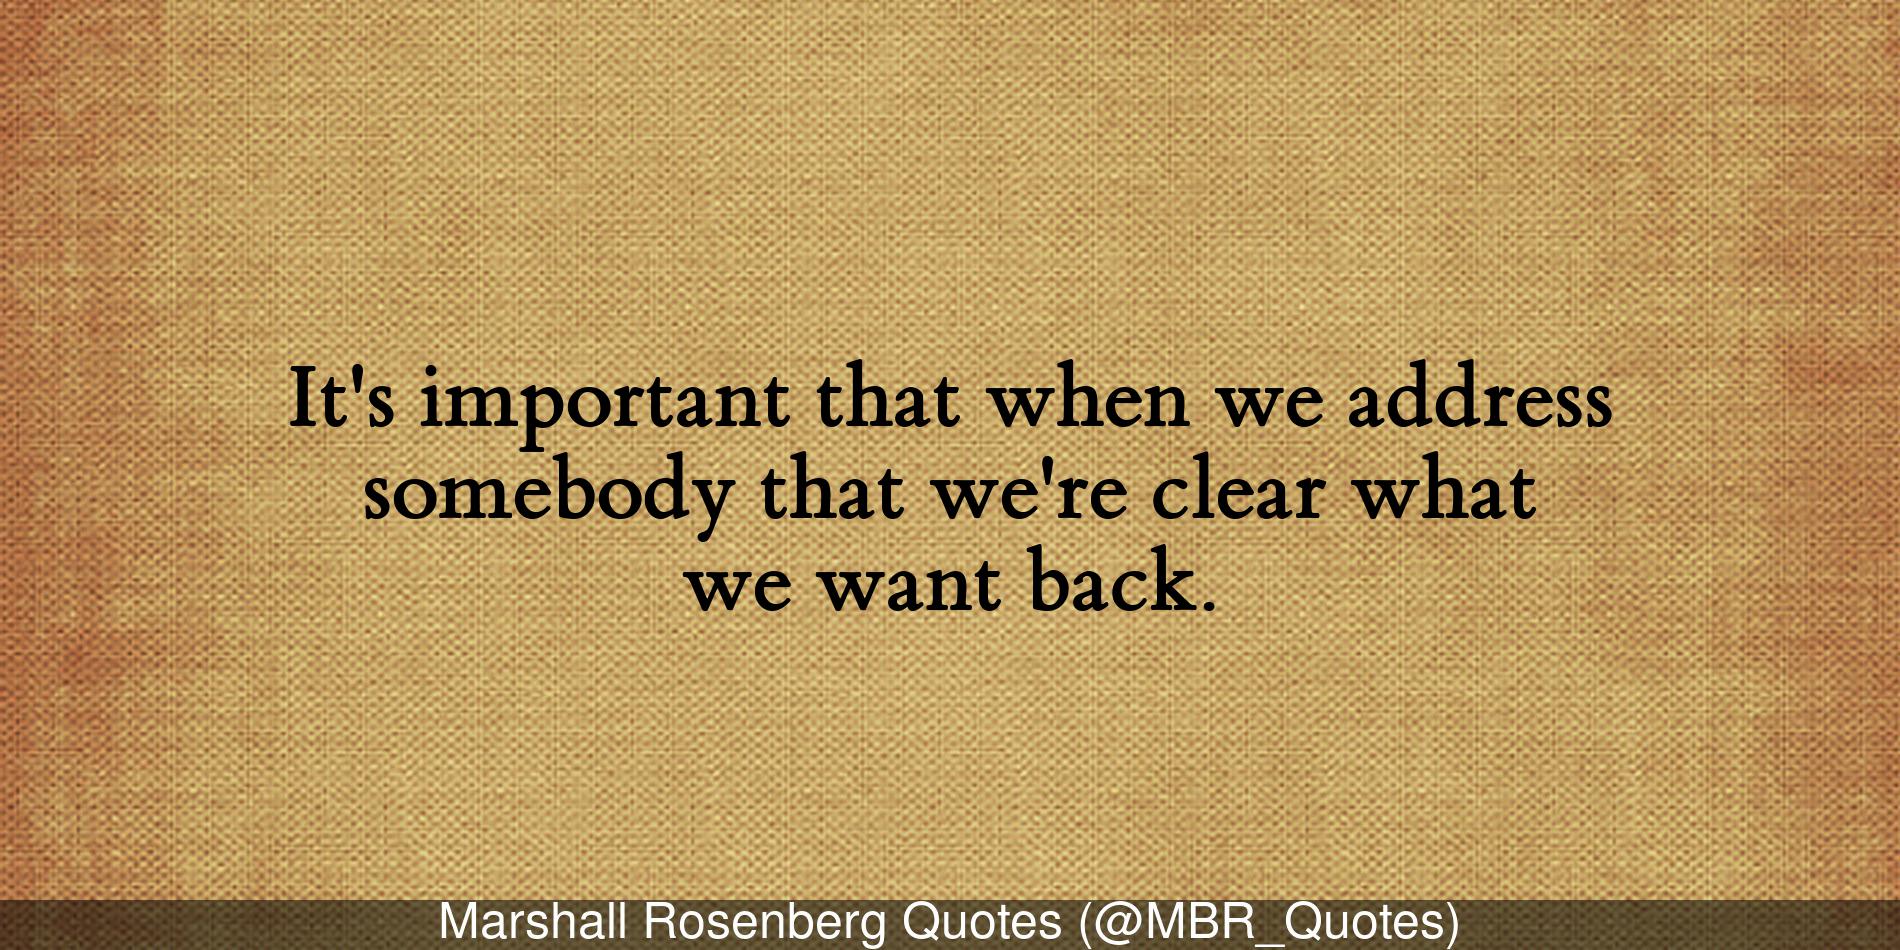 It's important that when we address
somebody that we're clear what
we want back.
Marshall Rosenberg Quotes (@MBR_Quotes)